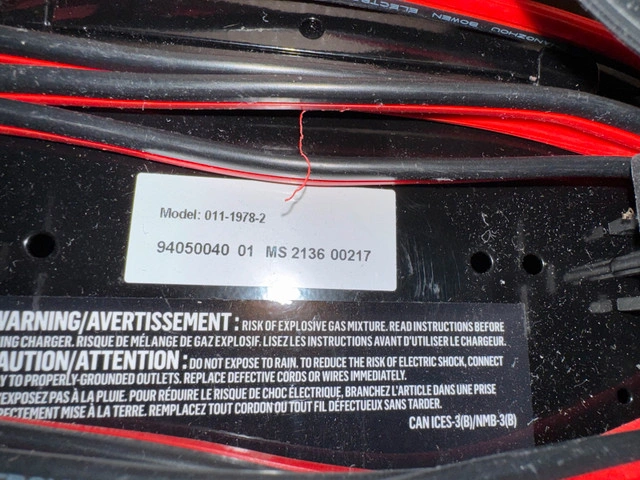 BOWEN ELECTR
Model: 011-1978-2
94050040 01 MS 2136 00217
WARNING/AVERTISSEMENT : RISK OF EXPLOSIVE GAS MIXTURE. READ INSTRUCTIONS BEFORE
CHARGER. RISQUE DE MÉLANGE DE GAZ EXPLOSIF. LISEZ LES INSTRUCTIONS AVANT D'UTILISER LE CHARGEUR.
CAUTION/ATTENTION : DO NOT EXPOSE TO RAIN. TO REDUCE THE RISK OF ELECTRIC SHOCK, CONNECT
TO PROPERLY-GROUNDED OUTLETS. REPLACE DEFECTIVE CORDS OR WIRES IMMEDIATELY.
EXPOSEZ PAS À LA PLUIE. POUR RÉDUIRE LE RISQUE DE CHOC ÉLECTRIQUE, BRANCHEZ L'ARTICLE DANS UNE PRISE
RECTEMENT MISE À LA TERRE. REMPLACEZ TOUT CORDON OU TOUT FIL DÉFECTUEUX SANS TARDER.
CAN ICES-3(B)/NMB-3(B)